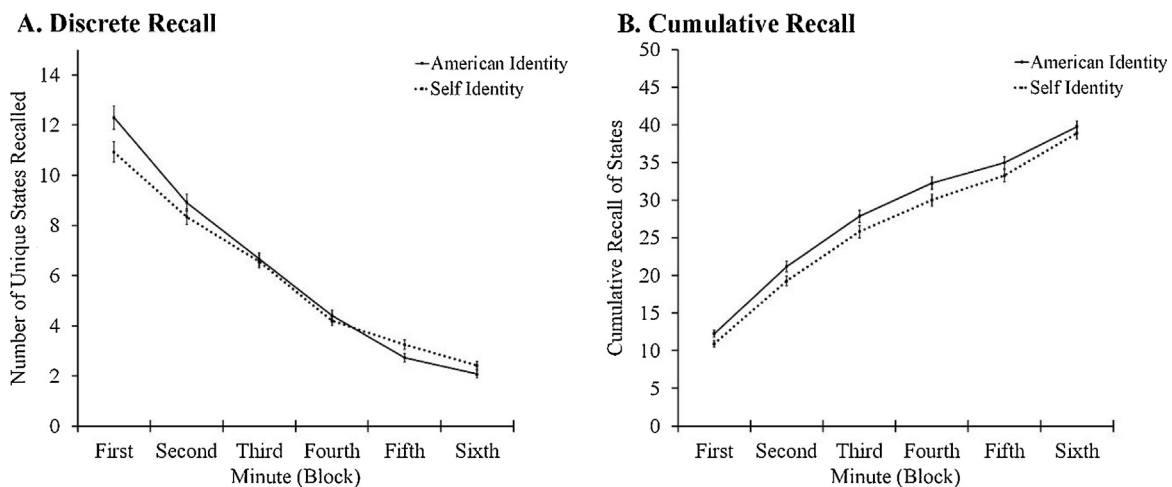 A. Discrete Recall
American Identity
Self Identity
Number of Unique States Recalled
14
12
10
8
6
4
2
0
First Second Third Fourth Fifth Sixth
Minute (Block)
B. Cumulative Recall
American Identity
Self Identity
Cumulative Recall of States
50
45
40
35
30
25
20
15
10
5
0
First Second Third Fourth Fifth Sixth
Minute (Block)